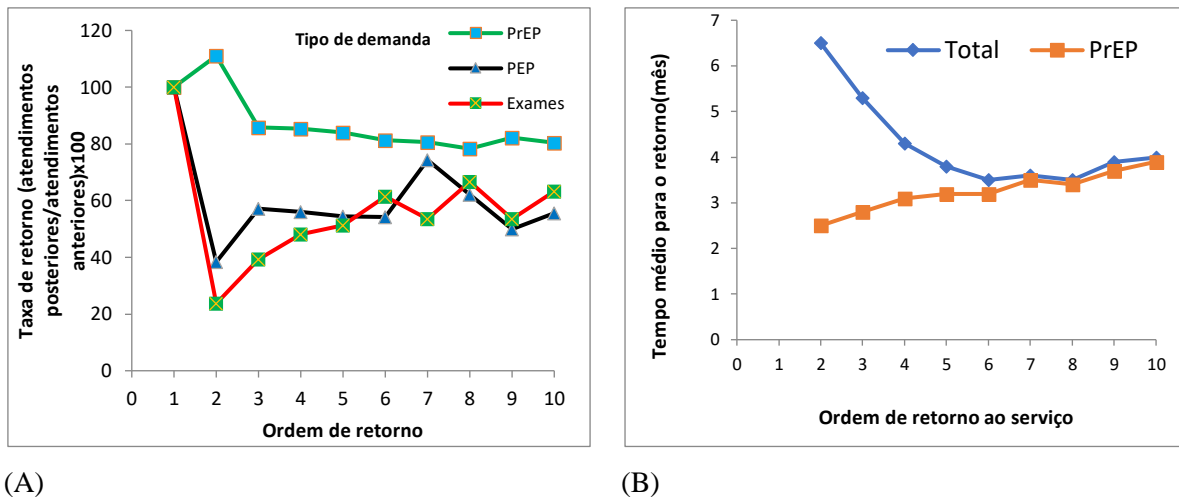 Taxa de retorno (atendimentos
posteriores/atendimentos
anteriores)x100
120
100
80
60
40
20
0
Tipo de demanda
PrEP
PEP
Exames
0 1 2 3 4 5 6 7 8 9 10
Ordem de retorno
(A)
Tempo médio para o retorno(mês)
7
6
5
4
3
2
1
0
Total
PrEP
0 1 2 3 4 5 6 7 8 9 10
Ordem de retorno ao serviço
(B)